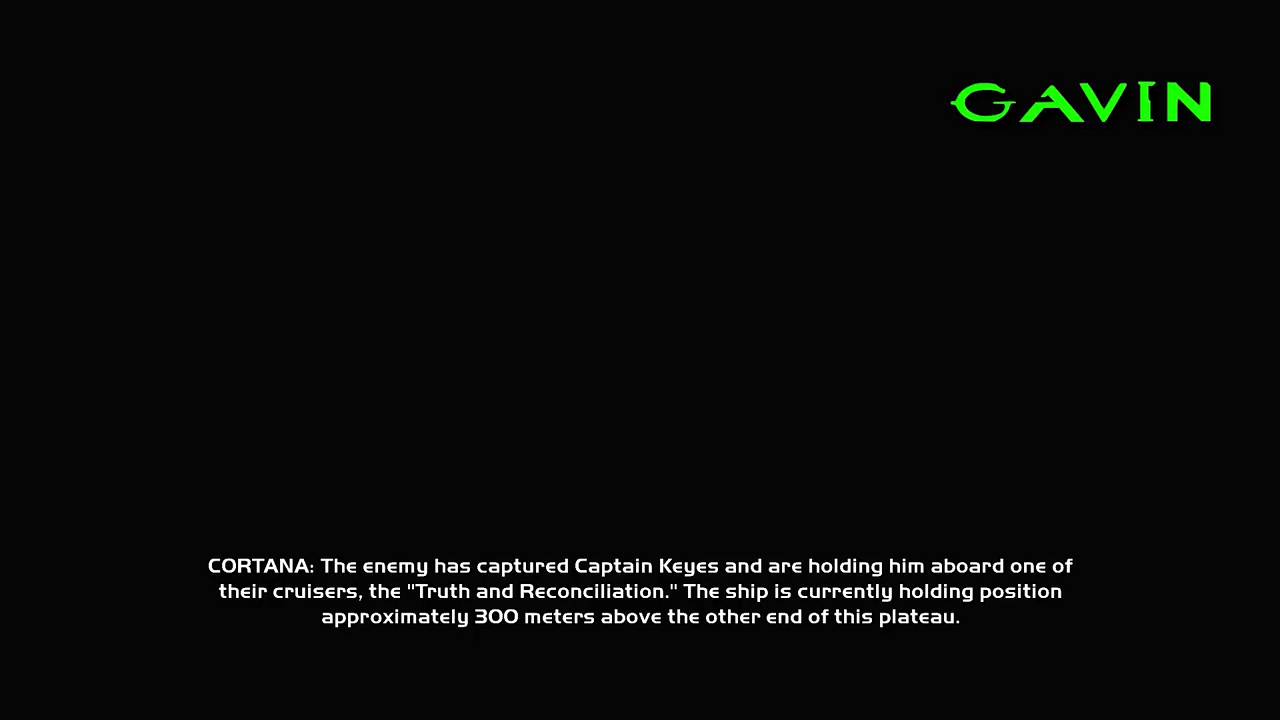 GAVIN
CORTANA: The enemy has captured Captain Keyes and are holding him aboard one of
their cruisers, the "Truth and Reconciliation." The ship is currently holding position
approximately 300 meters above the other end of this plateau.